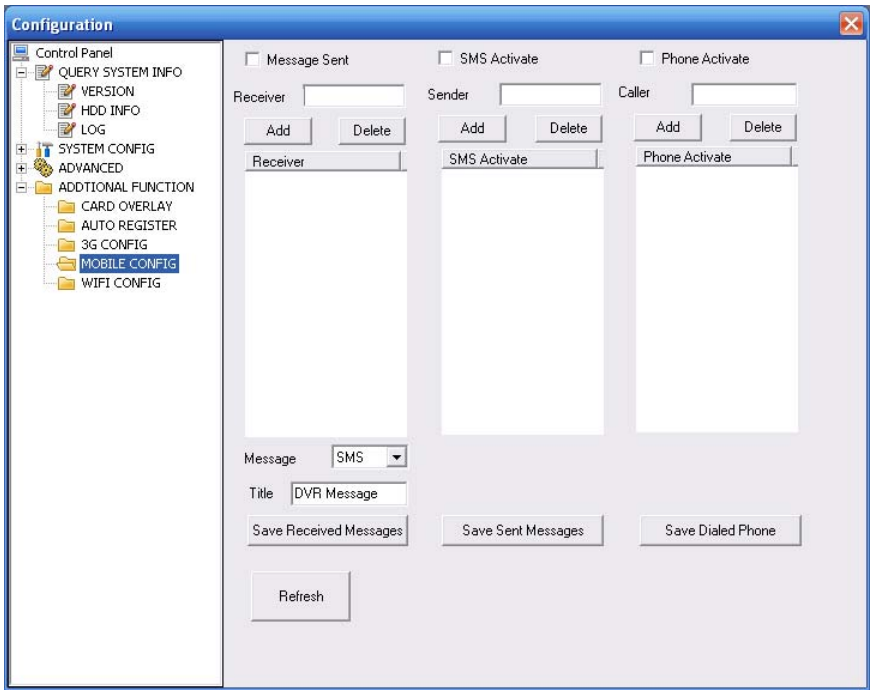 Configuration
Control Panel
QUERY SYSTEM INFO
VERSION
HDD INFO
LOG
SYSTEM CONFIG
ADVANCED
ADDTIONAL FUNCTION
CARD OVERLAY
AUTO REGISTER
3G CONFIG
MOBILE CONFIG
WIFI CONFIG
Message Sent SMS Activate Phone Activate
Receiver Sender Caller
Add Delete Add Delete Add Delete
Receiver SMS Activate Phone Activate
Message SMS
Title DVR Message
Save Received Messages Save Sent Messages Save Dialed Phone
Refresh